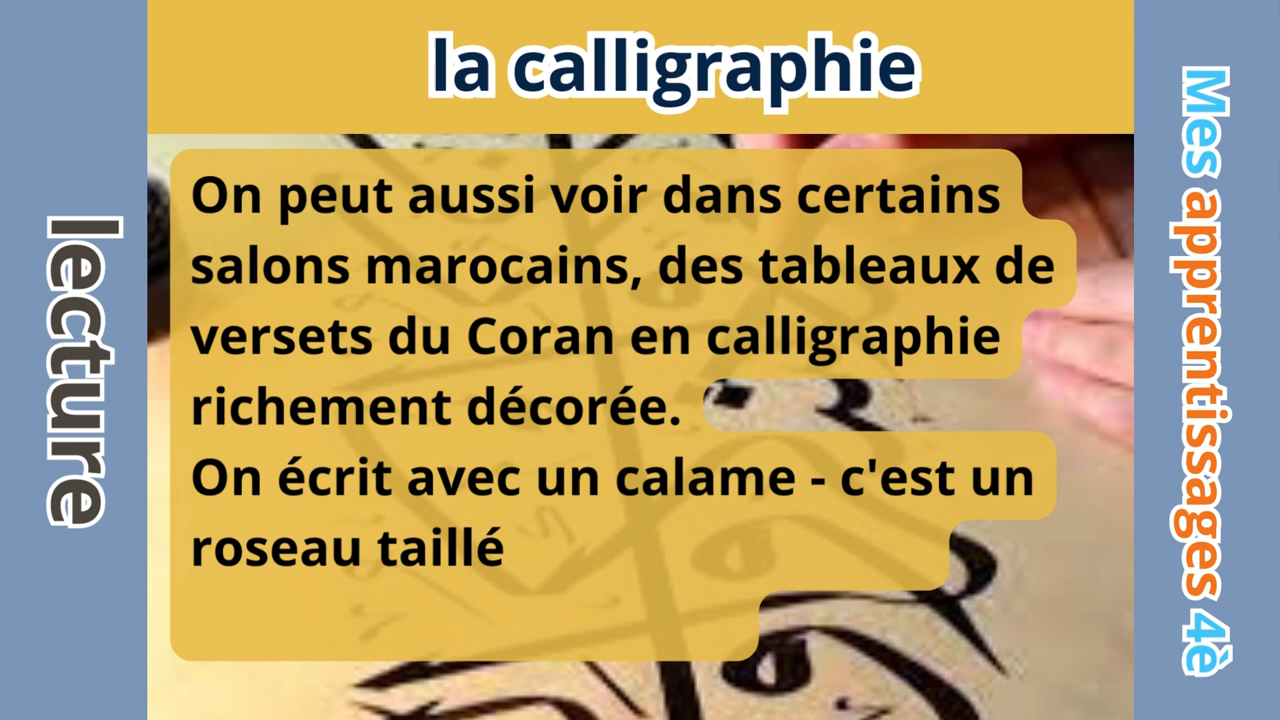 la calligraphie
lecture
On peut aussi voir dans certains
salons marocains, des tableaux de
versets du Coran en calligraphie
richement décorée.
On écrit avec un calame - c'est un
roseau taillé
Mes apprentissages 4è